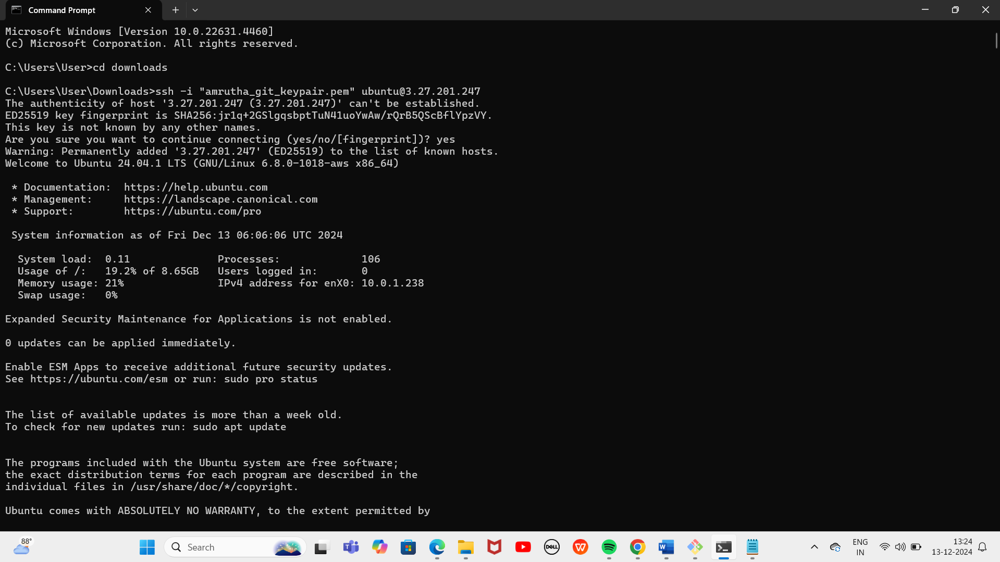 Command Prompt
Microsoft Windows [Version 10.0.22631.4460]
(c) Microsoft Corporation. All rights reserved.
C:\Users\User>cd downloads
C:\Users\User\Downloads>ssh -i "amrutha_git_keypair.pem" ubuntu@3.27.201.247
The authenticity of host '3.27.201.247 (3.27.201.247)' can't be established.
ED25519 key fingerprint is SHA256:jr1q+2GSlgqsbptTuN41uoYwAw/rQrB5QScBflYpzVY.
This key is not known by any other names.
Are you sure you want to continue connecting (yes/no/[fingerprint])? yes
Warning: Permanently added '3.27.201.247' (ED25519) to the list of known hosts.
Welcome to Ubuntu 24.04.1 LTS (GNU/Linux 6.8.0-1018-aws x86_64)
* Documentation:  https://help.ubuntu.com
* Management:     https://landscape.canonical.com
* Support:        https://ubuntu.com/pro
System information as of Fri Dec 13 06:06:06 UTC 2024
System load:  0.11              Processes:             106
Usage of /:   19.2% of 8.65GB   Users logged in:       0
Memory usage: 21%               IPv4 address for enX0: 10.0.1.238
Swap usage:   0%
Expanded Security Maintenance for Applications is not enabled.
0 updates can be applied immediately.
Enable ESM Apps to receive additional future security updates.
See https://ubuntu.com/esm or run: sudo pro status
The list of available updates is more than a week old.
To check for new updates run: sudo apt update
The programs included with the Ubuntu system are free software;
the exact distribution terms for each program are described in the
individual files in /usr/share/doc/*/copyright.
Ubuntu comes with ABSOLUTELY NO WARRANTY, to the extent permitted by
88°
Search
DELL
ENG
IN
13:24
13-12-2024